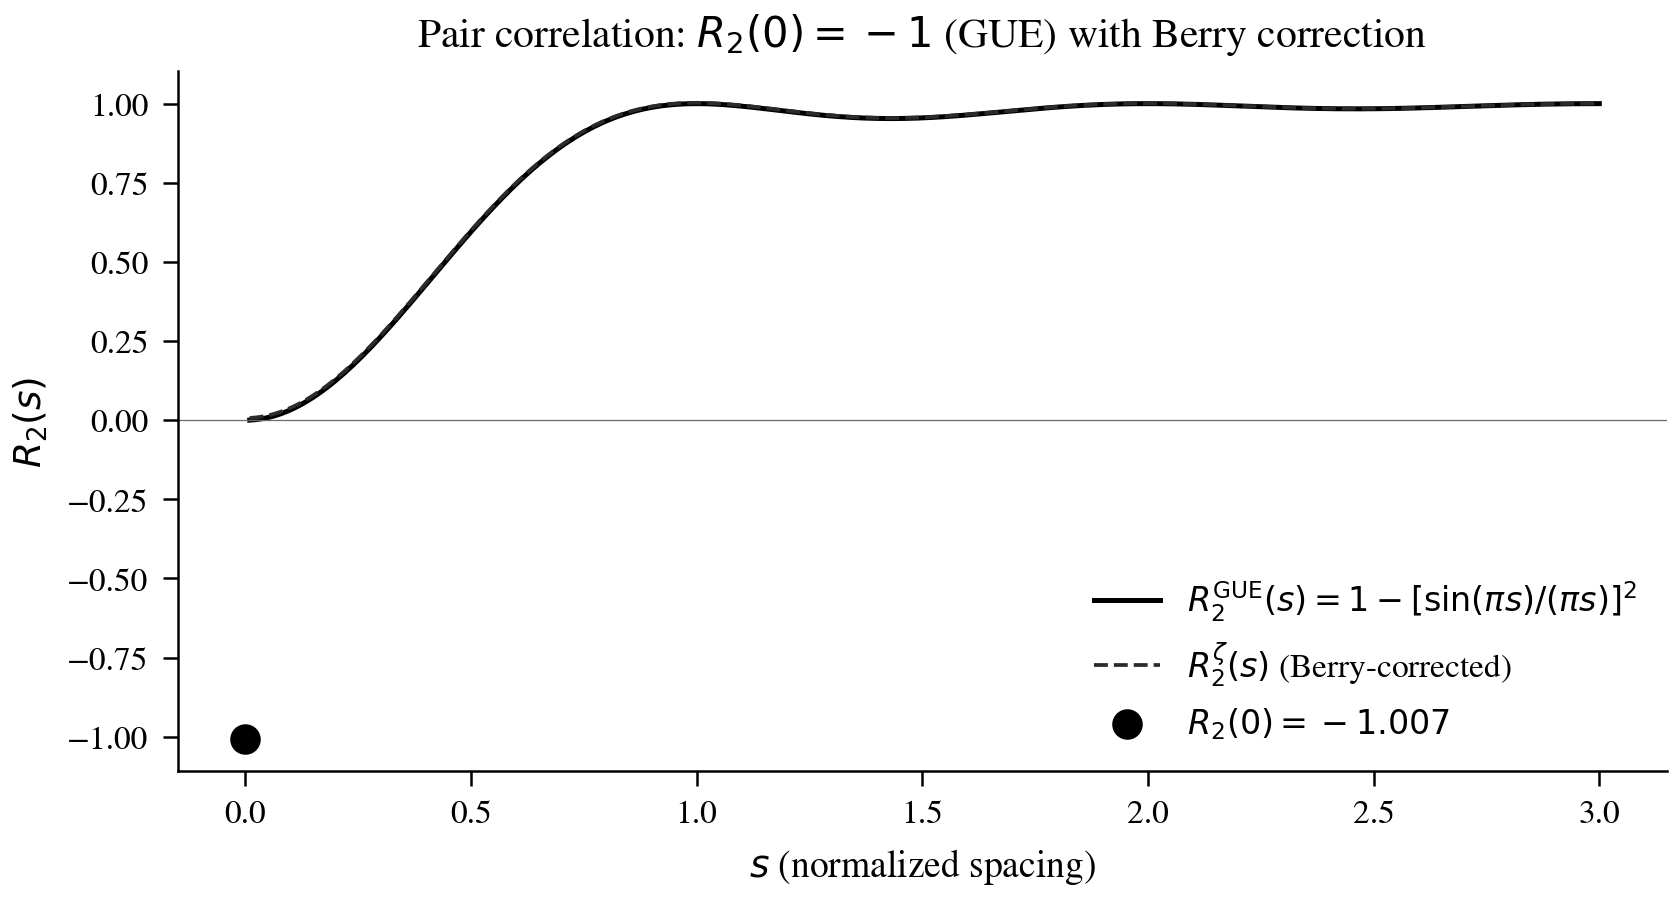 Pair correlation: R₂(0) = −1 (GUE) with Berry correction
R₂(s)
1.00
0.75
0.50
0.25
0.00
−0.25
−0.50
−0.75
−1.00
R₂^GUE(s) = 1 − [sin(πs)/(πs)]²
R₂^ζ(s) (Berry-corrected)
R₂(0) = −1.007
0.0 0.5 1.0 1.5 2.0 2.5 3.0
s (normalized spacing)